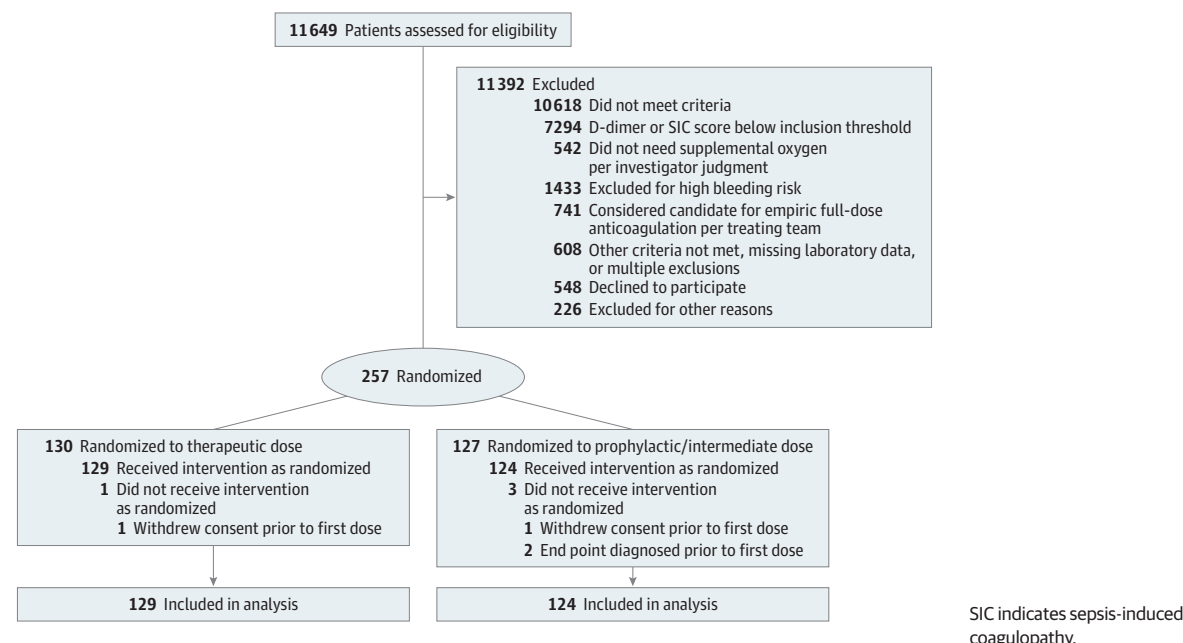 11649 Patients assessed for eligibility
11392 Excluded
10618 Did not meet criteria
7294 D-dimer or SIC score below inclusion threshold
542 Did not need supplemental oxygen
per investigator judgment
1433 Excluded for high bleeding risk
741 Considered candidate for empiric full-dose
anticoagulation per treating team
608 Other criteria not met, missing laboratory data,
or multiple exclusions
548 Declined to participate
226 Excluded for other reasons
257 Randomized
130 Randomized to therapeutic dose
129 Received intervention as randomized
1 Did not receive intervention
as randomized
1 Withdrew consent prior to first dose
127 Randomized to prophylactic/intermediate dose
124 Received intervention as randomized
3 Did not receive intervention
as randomized
1 Withdrew consent prior to first dose
2 End point diagnosed prior to first dose
129 Included in analysis
124 Included in analysis
SIC indicates sepsis-induced
coagulopathy.